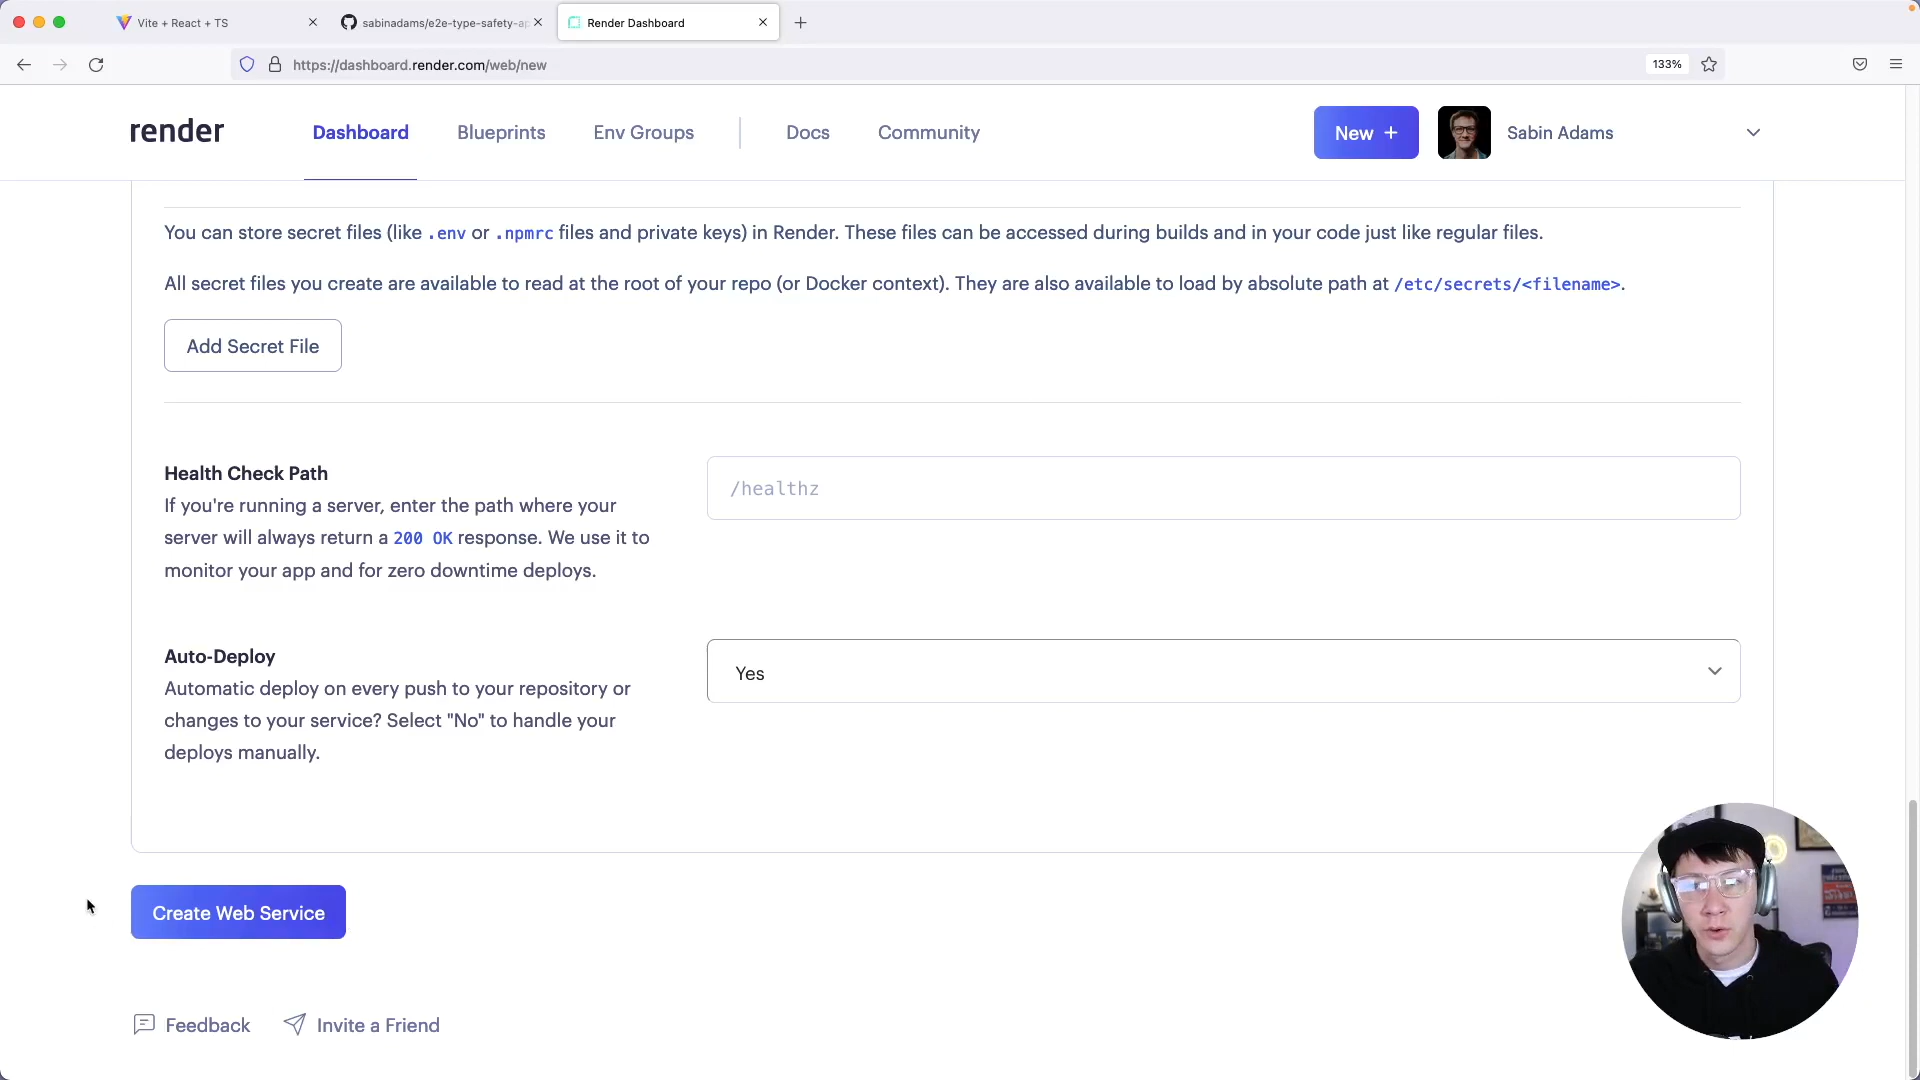 Vite + React + TS
sabinadams/e2e-type-safety-ap
Render Dashboard
https://dashboard.render.com/web/new
133%
render
Dashboard
Blueprints
Env Groups
Docs
Community
New +
Sabin Adams
You can store secret files (like .env or .npmrc files and private keys) in Render. These files can be accessed during builds and in your code just like regular files.
All secret files you create are available to read at the root of your repo (or Docker context). They are also available to load by absolute path at /etc/secrets/<filename>.
Add Secret File
Health Check Path
If you're running a server, enter the path where your
server will always return a 200 OK response. We use it to
monitor your app and for zero downtime deploys.
/healthz
Auto-Deploy
Automatic deploy on every push to your repository or
changes to your service? Select "No" to handle your
deploys manually.
Yes
Create Web Service
Feedback
Invite a Friend